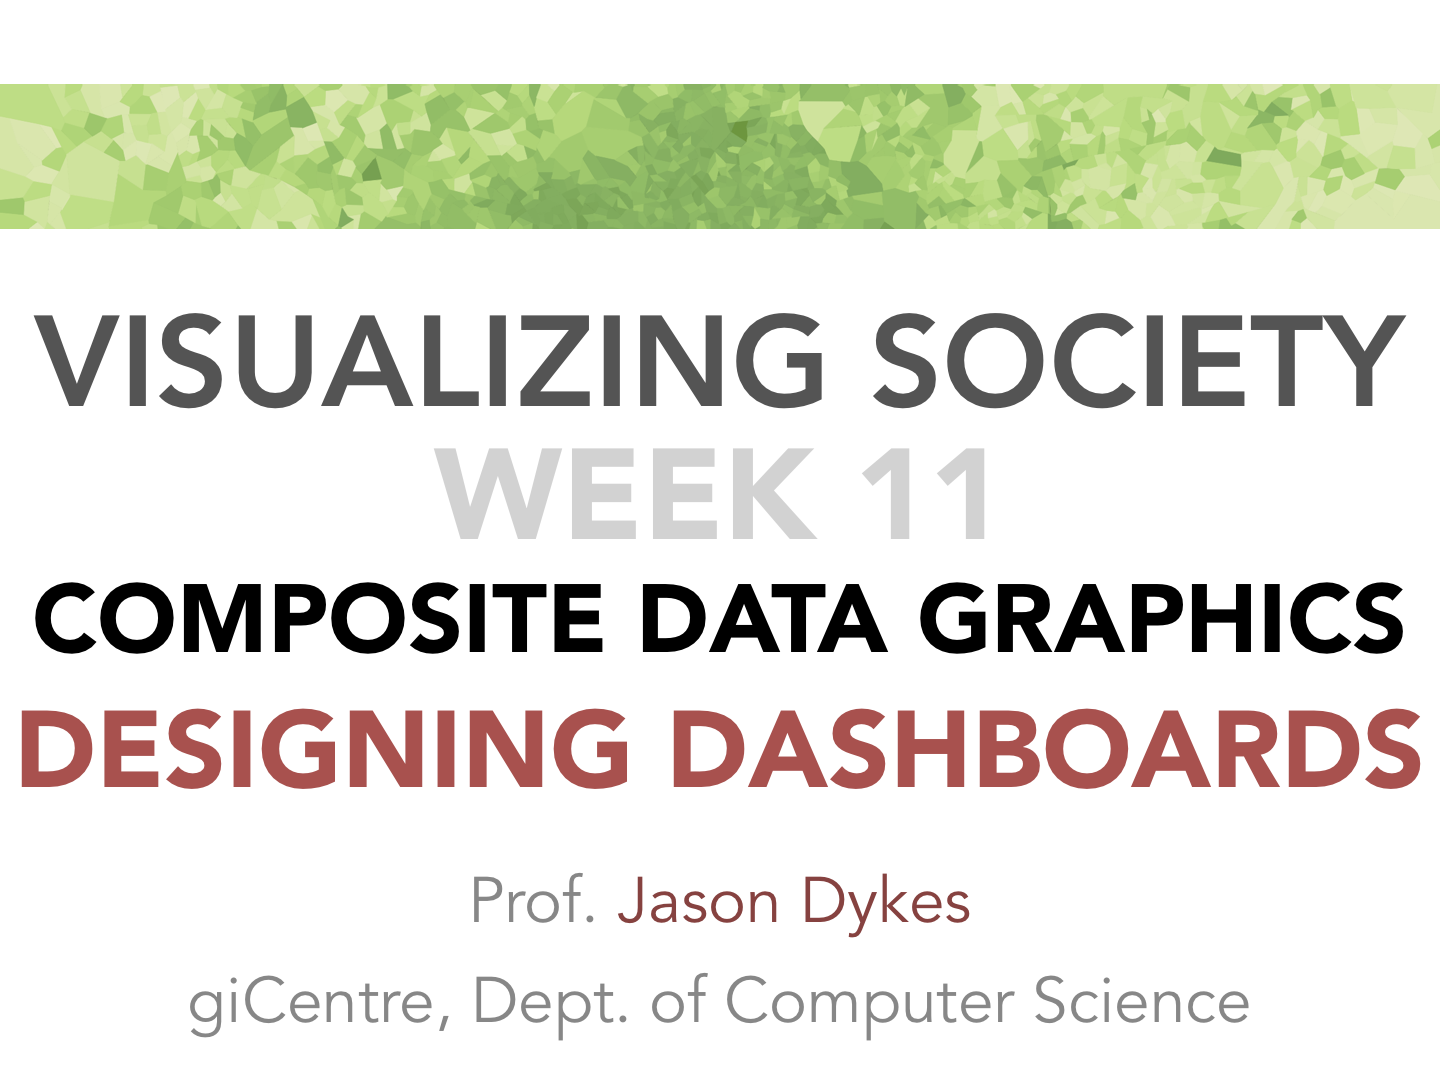 VISUALIZING SOCIETY
WEEK 11
COMPOSITE DATA GRAPHICS
DESIGNING DASHBOARDS
Prof. Jason Dykes
giCentre, Dept. of Computer Science